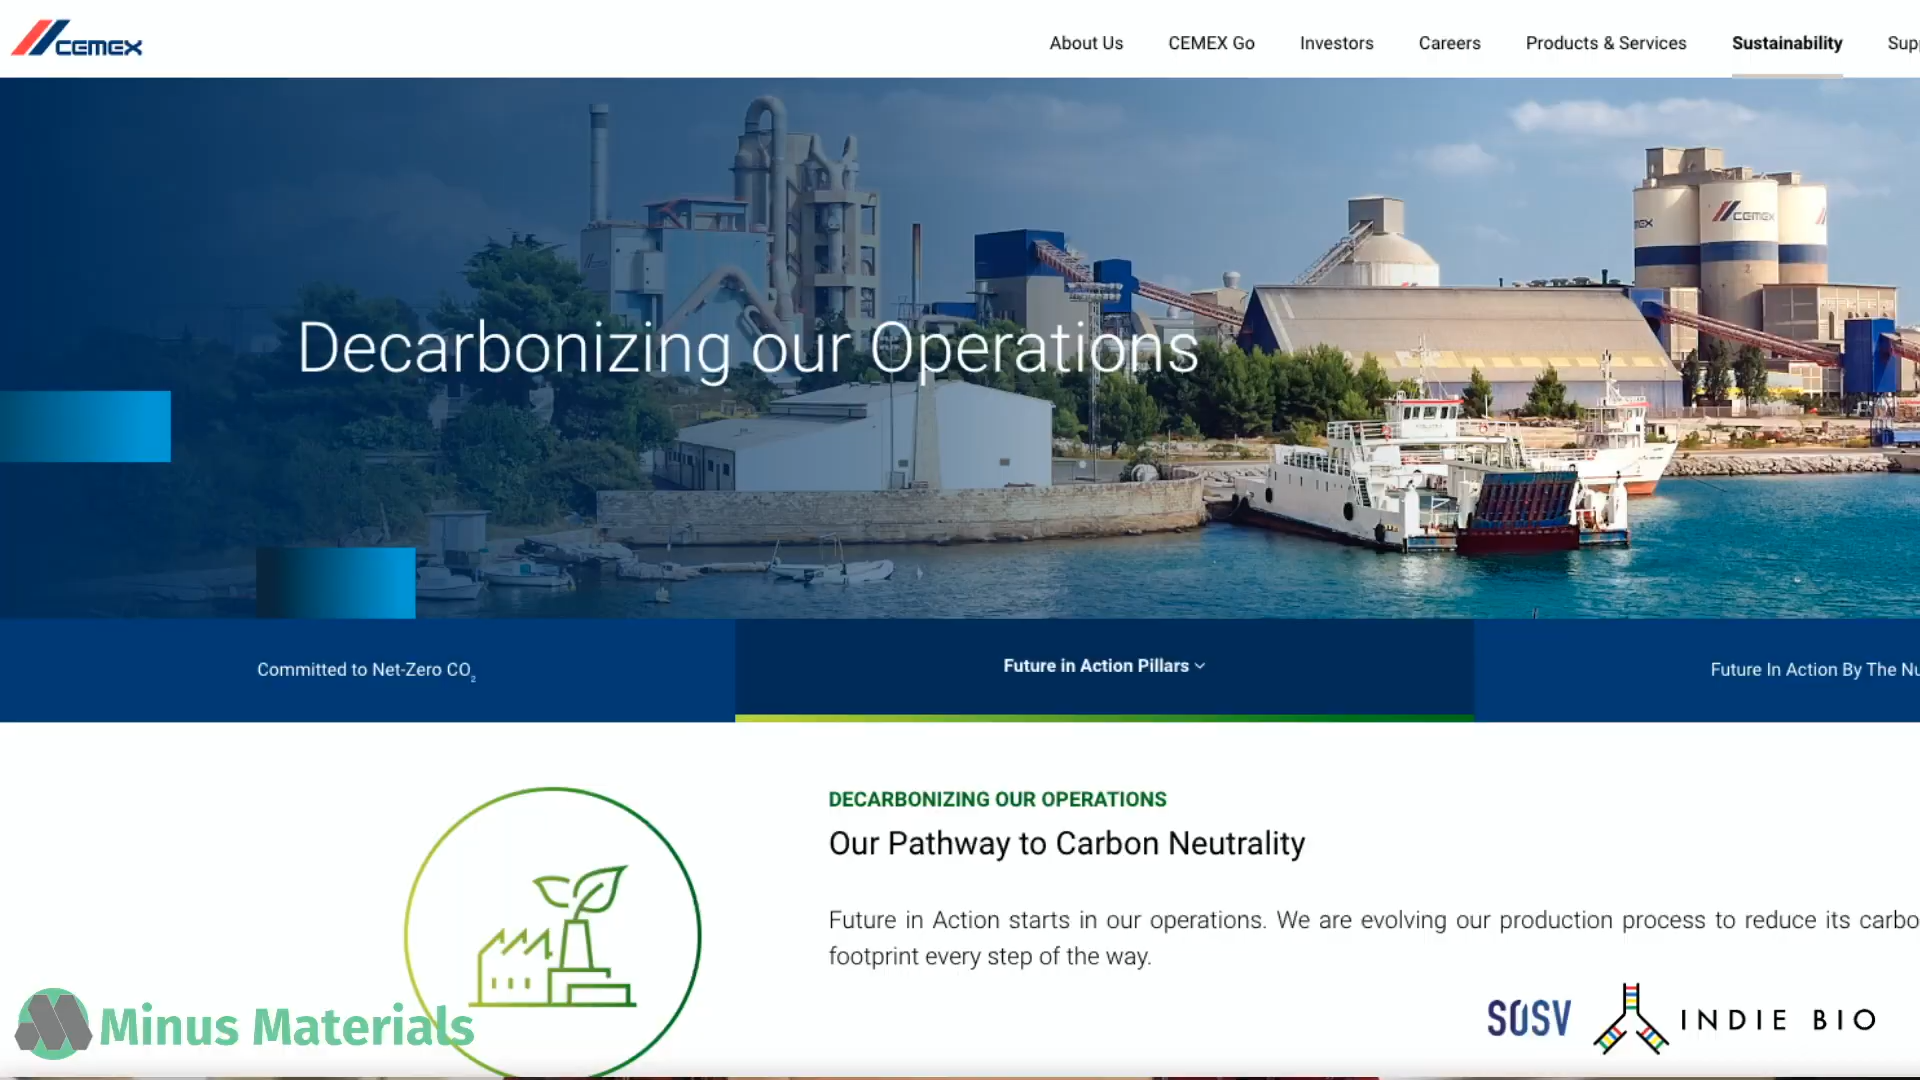 CEMEX
About Us CEMEX Go Investors Careers Products & Services Sustainability Sup
CEMEX
Decarbonizing our Operations
Committed to Net-Zero CO2
Future in Action Pillars
Future In Action By The Nu
DECARBONIZING OUR OPERATIONS
Our Pathway to Carbon Neutrality
Future in Action starts in our operations. We are evolving our production process to reduce its carbo
footprint every step of the way.
Minus Materials
SOSV
INDIE BIO